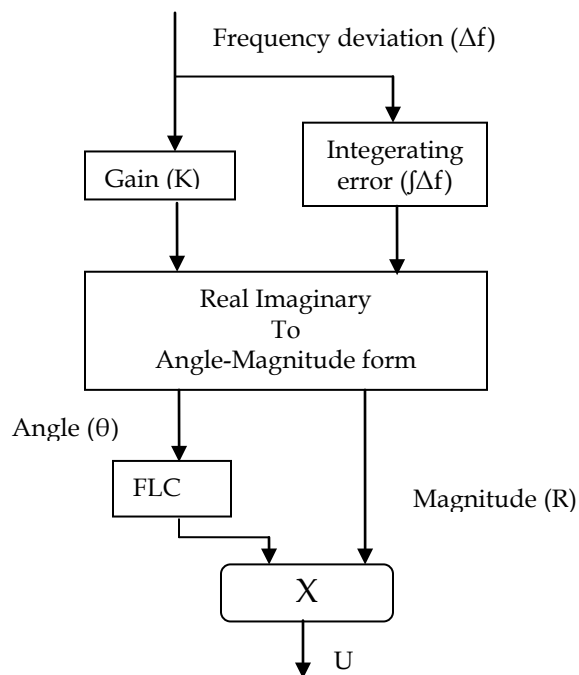 Frequency deviation (Δf)
Gain (K)
Integerating
error (∫Δf)
Real Imaginary
To
Angle-Magnitude form
Angle (θ)
FLC
Magnitude (R)
X
U